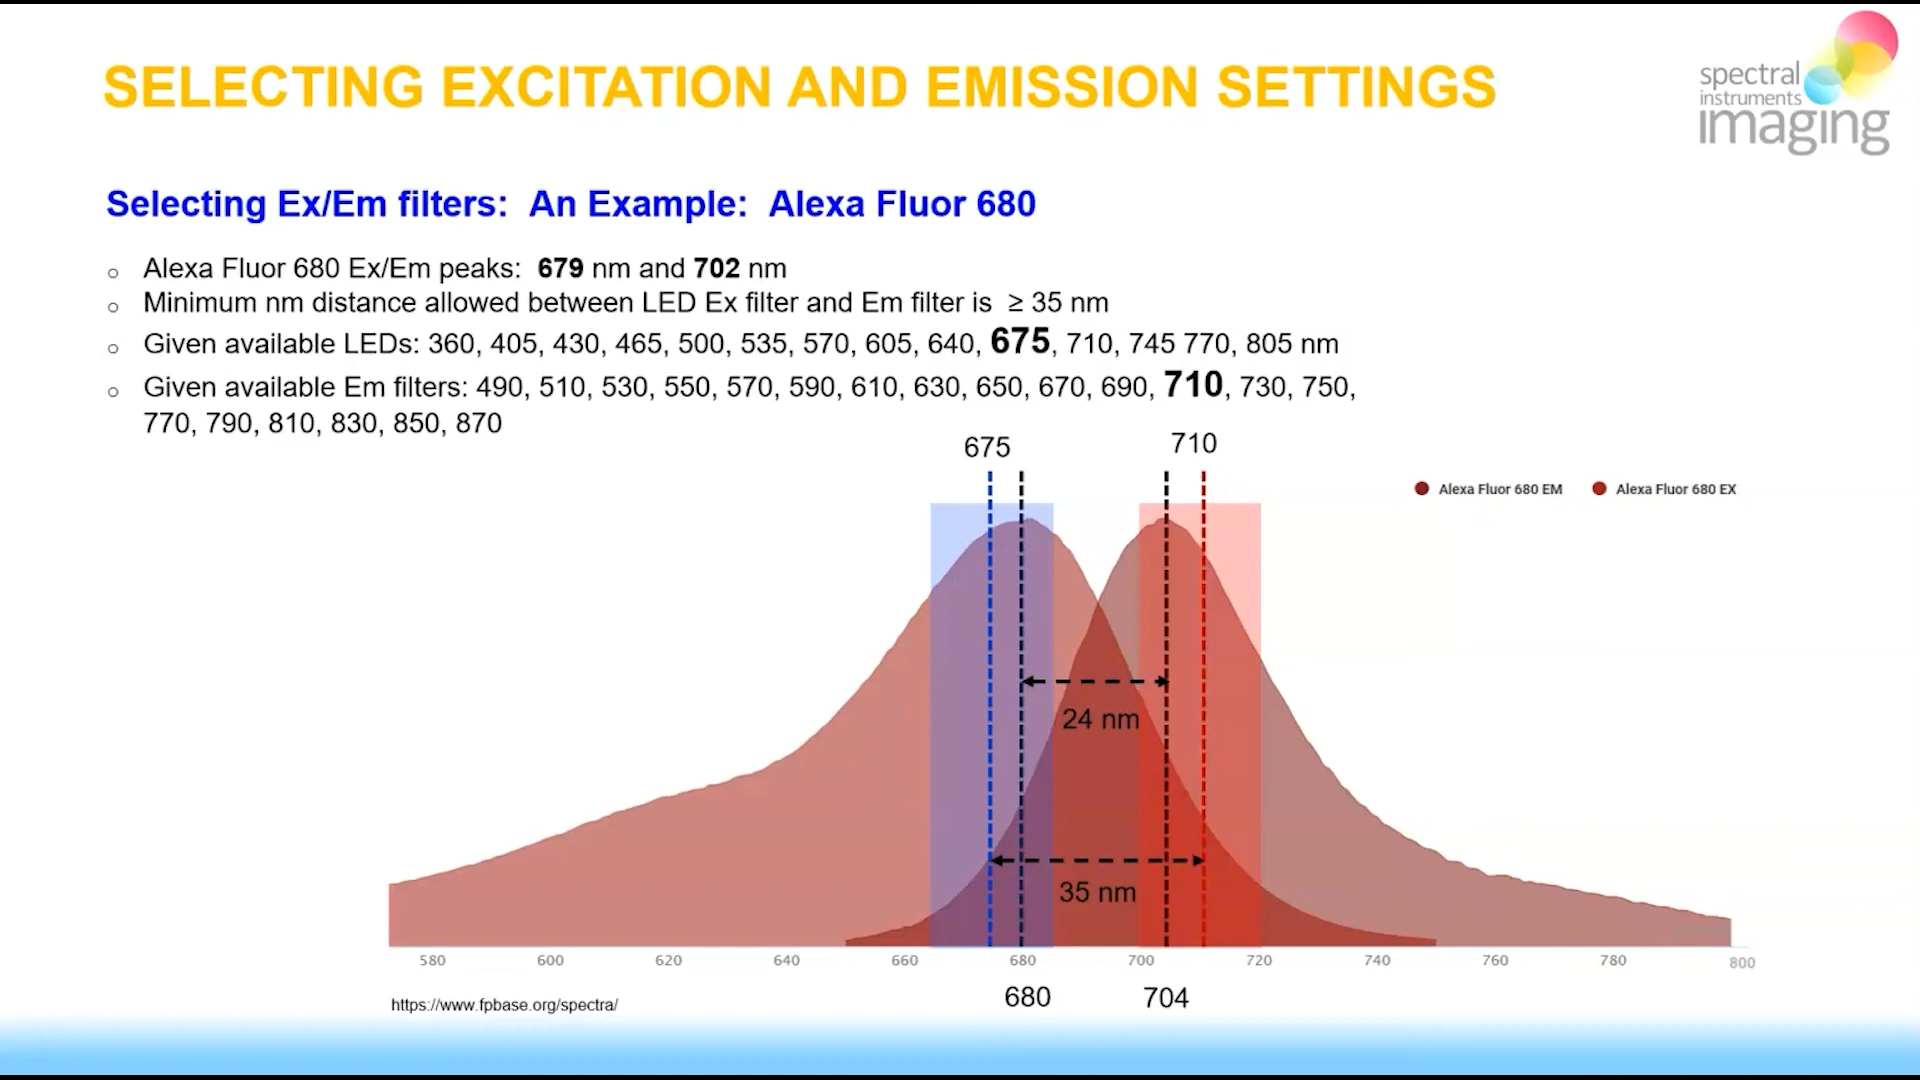 SELECTING EXCITATION AND EMISSION SETTINGS
spectral
instruments
imaging
Selecting Ex/Em filters: An Example: Alexa Fluor 680
○ Alexa Fluor 680 Ex/Em peaks: 679 nm and 702 nm
○ Minimum nm distance allowed between LED Ex filter and Em filter is ≥ 35 nm
○ Given available LEDs: 360, 405, 430, 465, 500, 535, 570, 605, 640, 675, 710, 745 770, 805 nm
○ Given available Em filters: 490, 510, 530, 550, 570, 590, 610, 630, 650, 670, 690, 710, 730, 750,
770, 790, 810, 830, 850, 870
675 710
Alexa Fluor 680 EM Alexa Fluor 680 EX
24 nm
35 nm
580 600 620 640 660 680 700 720 740 760 780 800
680 704
https://www.fpbase.org/spectra/